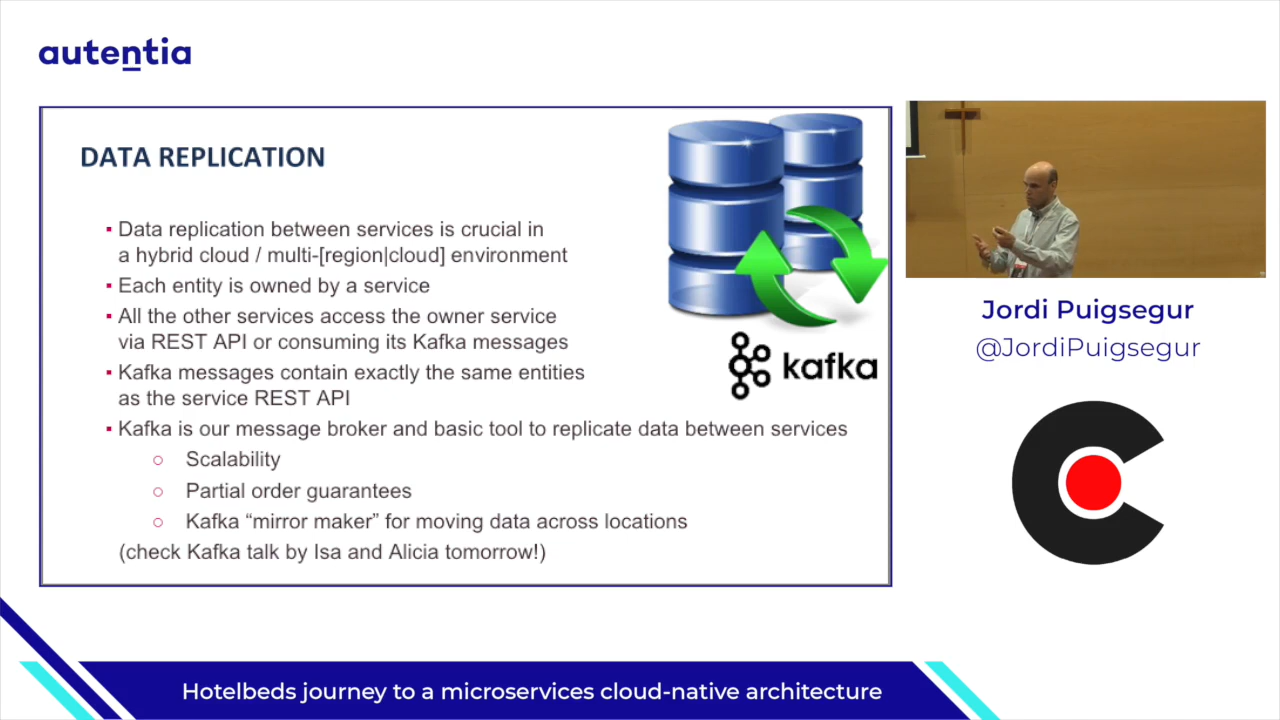 autentia
DATA REPLICATION
▪ Data replication between services is crucial in
a hybrid cloud / multi-[region|cloud] environment
▪ Each entity is owned by a service
▪ All the other services access the owner service
via REST API or consuming its Kafka messages
▪ Kafka messages contain exactly the same entities
as the service REST API
▪ Kafka is our message broker and basic tool to replicate data between services
○ Scalability
○ Partial order guarantees
○ Kafka “mirror maker” for moving data across locations
(check Kafka talk by Isa and Alicia tomorrow!)
kafka
Jordi Puigsegur
@JordiPuigsegur
Hotelbeds journey to a microservices cloud-native architecture